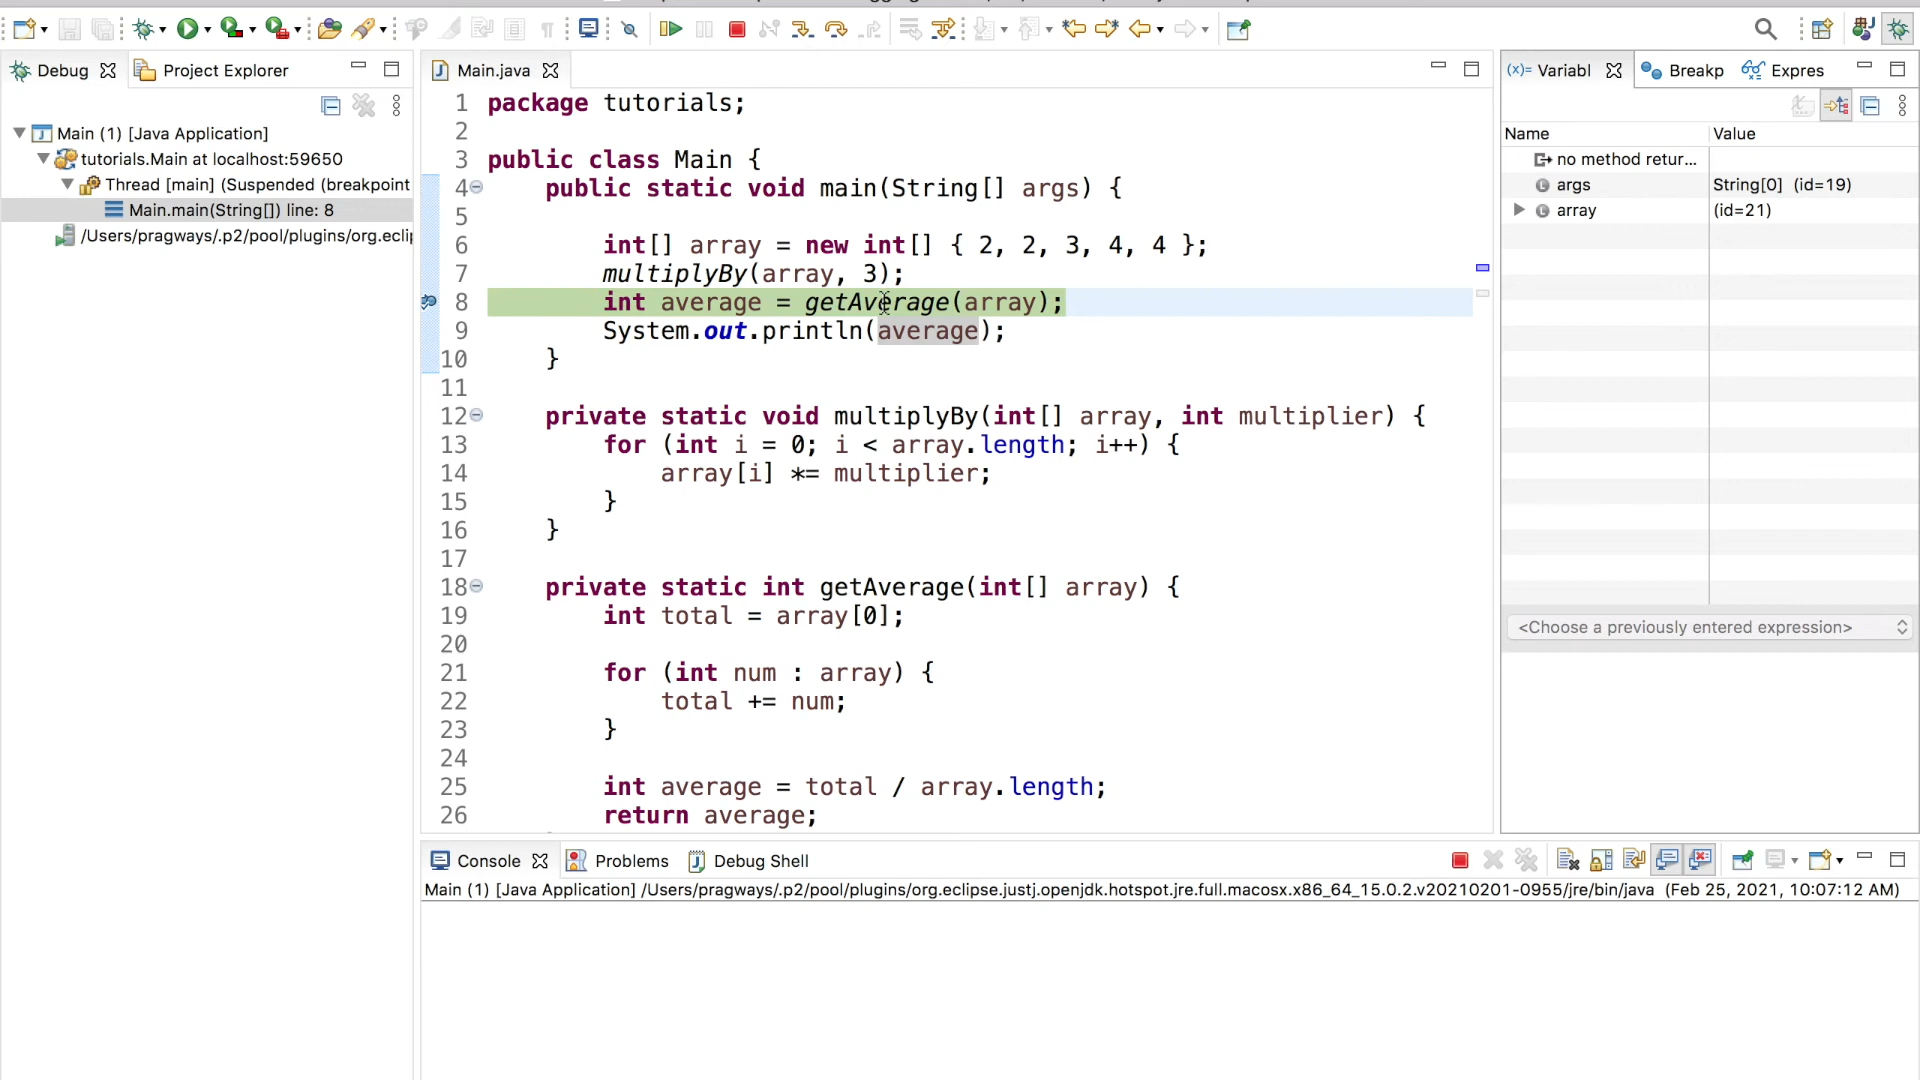 Debug
Project Explorer
Main (1) [Java Application]
tutorials.Main at localhost:59650
Thread [main] (Suspended (breakpoint
Main.main(String[]) line: 8
/Users/pragways/.p2/pool/plugins/org.eclip
Main.java
1 package tutorials;
2
3 public class Main {
4 public static void main(String[] args) {
5
6 int[] array = new int[] { 2, 2, 3, 4, 4 };
7 multiplyBy(array, 3);
8 int average = getAverage(array);
9 System.out.println(average);
10 }
11
12 private static void multiplyBy(int[] array, int multiplier) {
13 for (int i = 0; i < array.length; i++) {
14 array[i] *= multiplier;
15 }
16 }
17
18 private static int getAverage(int[] array) {
19 int total = array[0];
20
21 for (int num : array) {
22 total += num;
23 }
24
25 int average = total / array.length;
26 return average;
(x)= Variabl
Breakp
Expres
Name Value
no method retur...
args String[0] (id=19)
array (id=21)
<Choose a previously entered expression>
Console
Problems
Debug Shell
Main (1) [Java Application] /Users/pragways/.p2/pool/plugins/org.eclipse.justj.openjdk.hotspot.jre.full.macosx.x86_64_15.0.2.v20210201-0955/jre/bin/java (Feb 25, 2021, 10:07:12 AM)